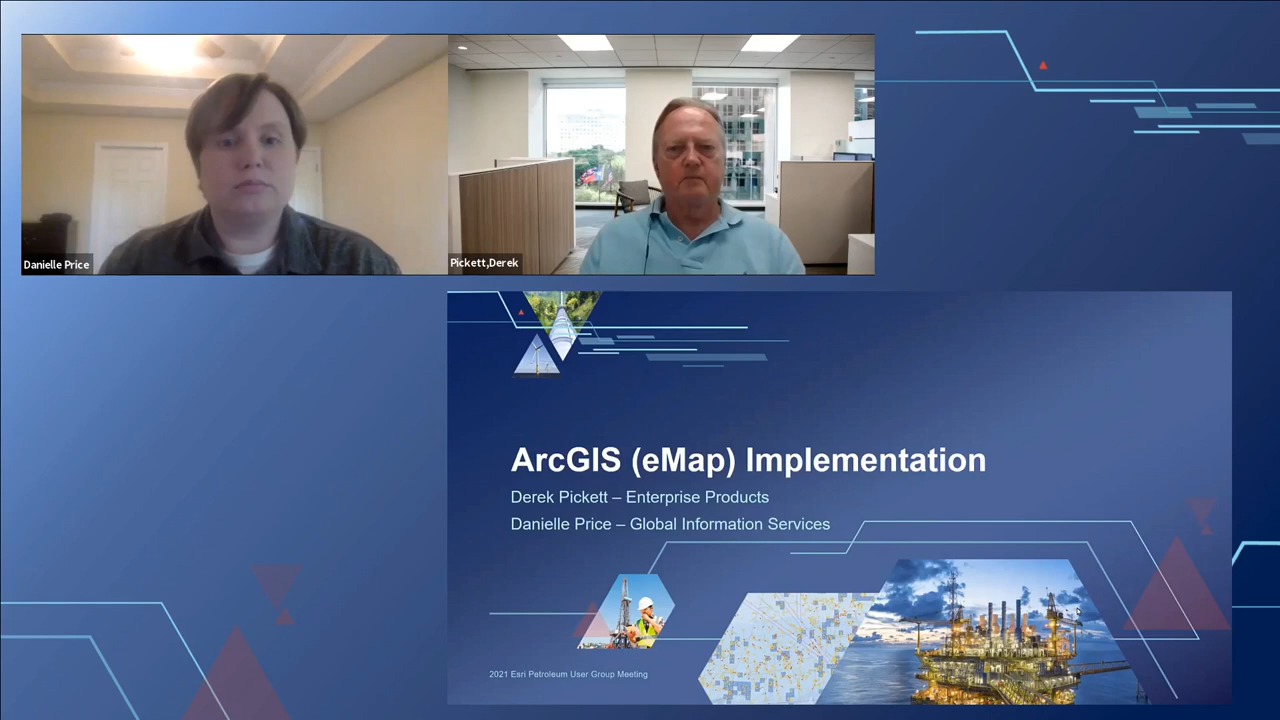 Danielle Price
Pickett,Derek
ArcGIS (eMap) Implementation
Derek Pickett – Enterprise Products
Danielle Price – Global Information Services
2021 Esri Petroleum User Group Meeting